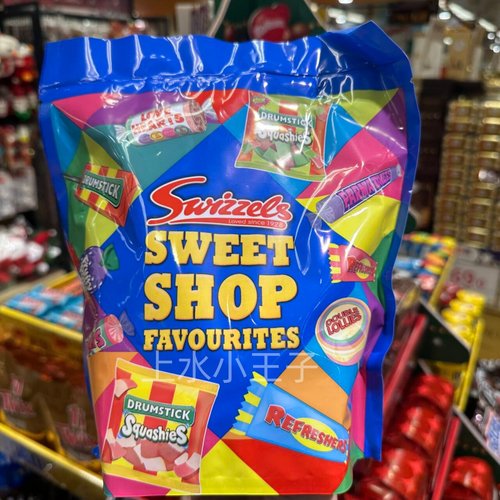 LOVE
HEARTS
DRUMSTICK
Squashies
DRUMSTICK
PARMA VIOLETS
Swizzels
Loved since 1928
SWEET
SHOP
FAVOURITES
DOUBLE
LOLLIES
上水小王子
DRUMSTICK
Squashies
REFRESHERS